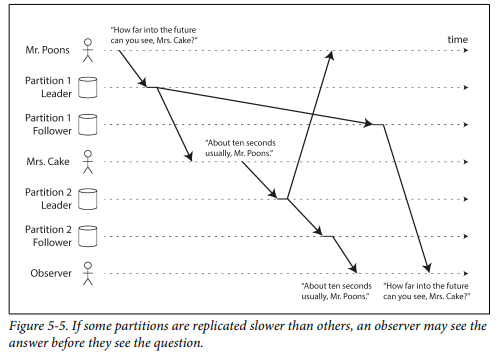 "How far into the future
can you see, Mrs. Cake?"
time
Mr. Poons
Partition 1
Leader
Partition 1
Follower
"About ten seconds
usually, Mr. Poons."
Mrs. Cake
Partition 2
Leader
Partition 2
Follower
Observer
"About ten seconds
usually, Mr. Poons."
"How far into the future
can you see, Mrs. Cake?"
Figure 5-5. If some partitions are replicated slower than others, an observer may see the
answer before they see the question.